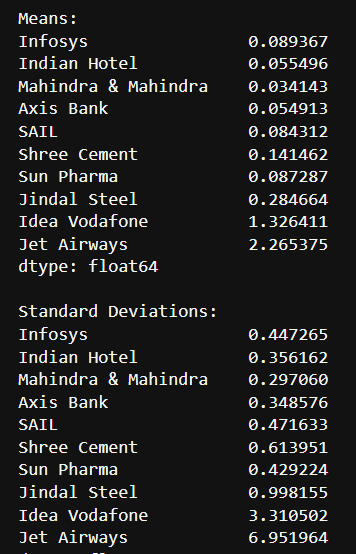 Means:
Infosys 0.089367
Indian Hotel 0.055496
Mahindra & Mahindra 0.034143
Axis Bank 0.054913
SAIL 0.084312
Shree Cement 0.141462
Sun Pharma 0.087287
Jindal Steel 0.284664
Idea Vodafone 1.326411
Jet Airways 2.265375
dtype: float64
Standard Deviations:
Infosys 0.447265
Indian Hotel 0.356162
Mahindra & Mahindra 0.297060
Axis Bank 0.348576
SAIL 0.471633
Shree Cement 0.613951
Sun Pharma 0.429224
Jindal Steel 0.998155
Idea Vodafone 3.310502
Jet Airways 6.951964